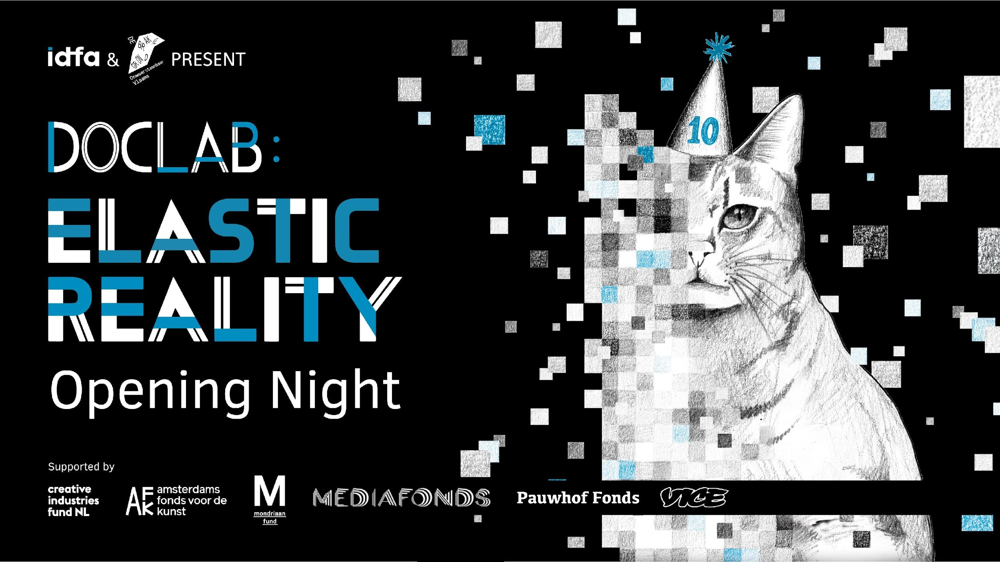 idfa & DE BRAKKE GROND PRESENT
Onweerstaanbaar
Vlaams
DOCLAB:
ELASTIC
REALITY
Opening Night
10
Supported by
creative
industries
fund NL
AFK
amsterdams
fonds voor de
kunst
M
mondriaan
fund
MEDIAFONDS
Pauwhof Fonds
VICE